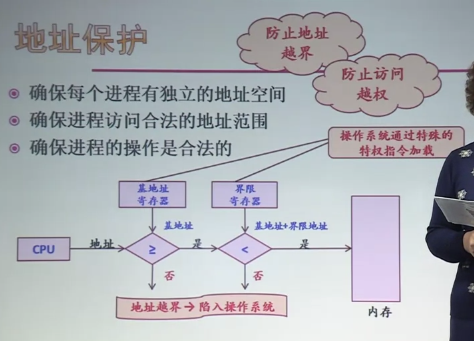 地址保护
防止地址
越界
防止访问
越权
确保每个进程有独立的地址空间
确保进程访问合法的地址范围
确保进程的操作是合法的
操作系统通过特殊的
特权指令加载
基地址
寄存器
界限
寄存器
基地址
基地址+界限地址
CPU
地址
≥
是
<
是
否
否
地址越界→陷入操作系统
内存